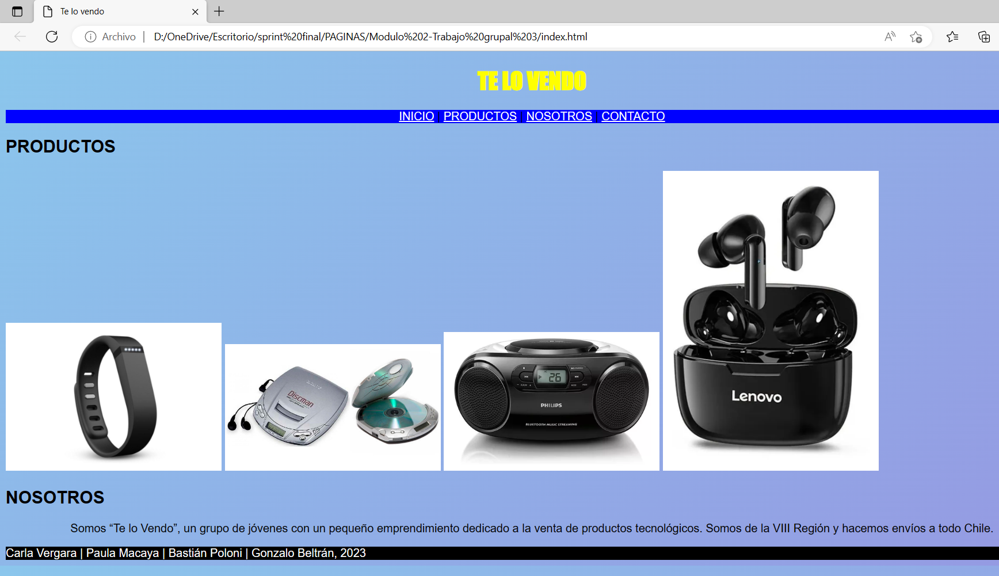 Te lo vendo
Archivo | D:/OneDrive/Escritorio/sprint%20final/PAGINAS/Modulo%202-Trabajo%20grupal%203/index.html
TE LO VENDO
INICIO | PRODUCTOS | NOSOTROS | CONTACTO
PRODUCTOS
Discman
26
PHILIPS
BLUETOOTH MUSIC STREAMING
Lenovo
NOSOTROS
Somos “Te lo Vendo”, un grupo de jóvenes con un pequeño emprendimiento dedicado a la venta de productos tecnológicos. Somos de la VIII Región y hacemos envíos a todo Chile.
Carla Vergara | Paula Macaya | Bastián Poloni | Gonzalo Beltrán, 2023